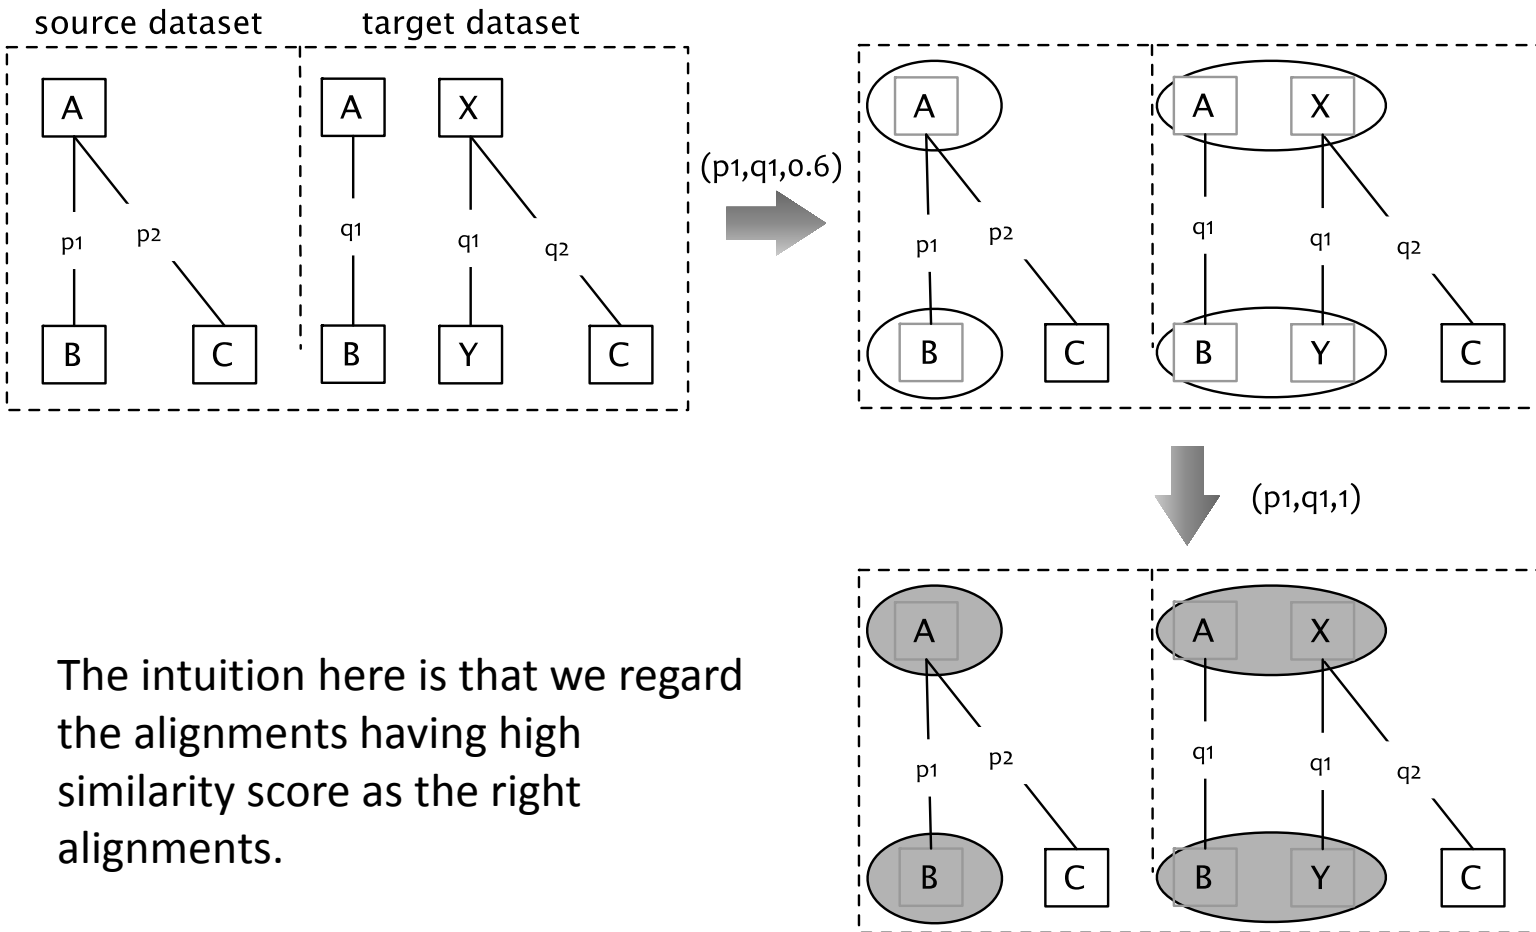 source dataset target dataset
A A X
p1 p2 q1 q1 q2
B C B Y C
(p1,q1,0.6)
A A X
p1 p2 q1 q1 q2
B C B Y C
(p1,q1,1)
The intuition here is that we regard
the alignments having high
similarity score as the right
alignments.
A A X
p1 p2 q1 q1 q2
B C B Y C